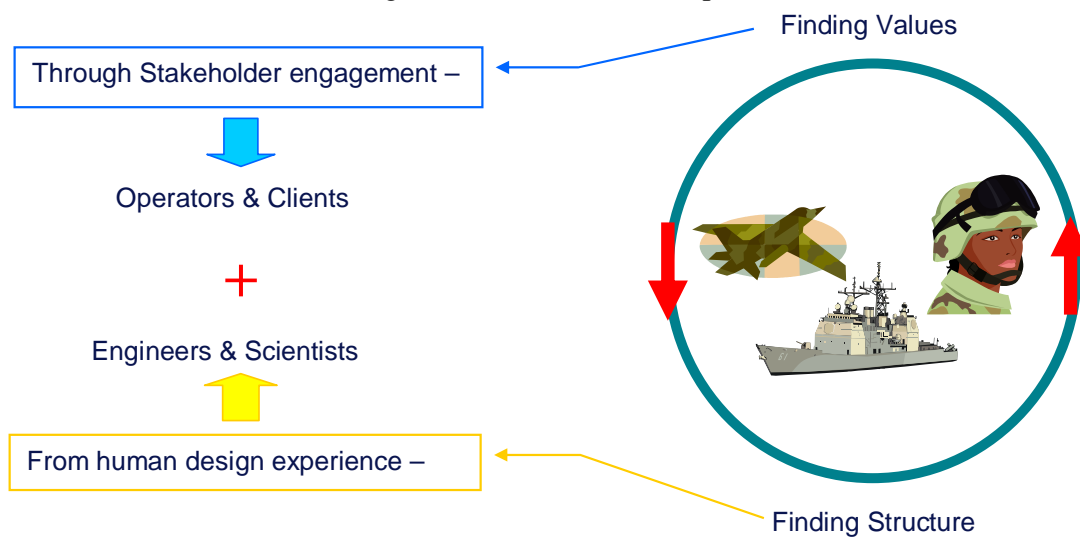 Finding Values
Through Stakeholder engagement –
Operators & Clients
+
Engineers & Scientists
From human design experience –
Finding Structure